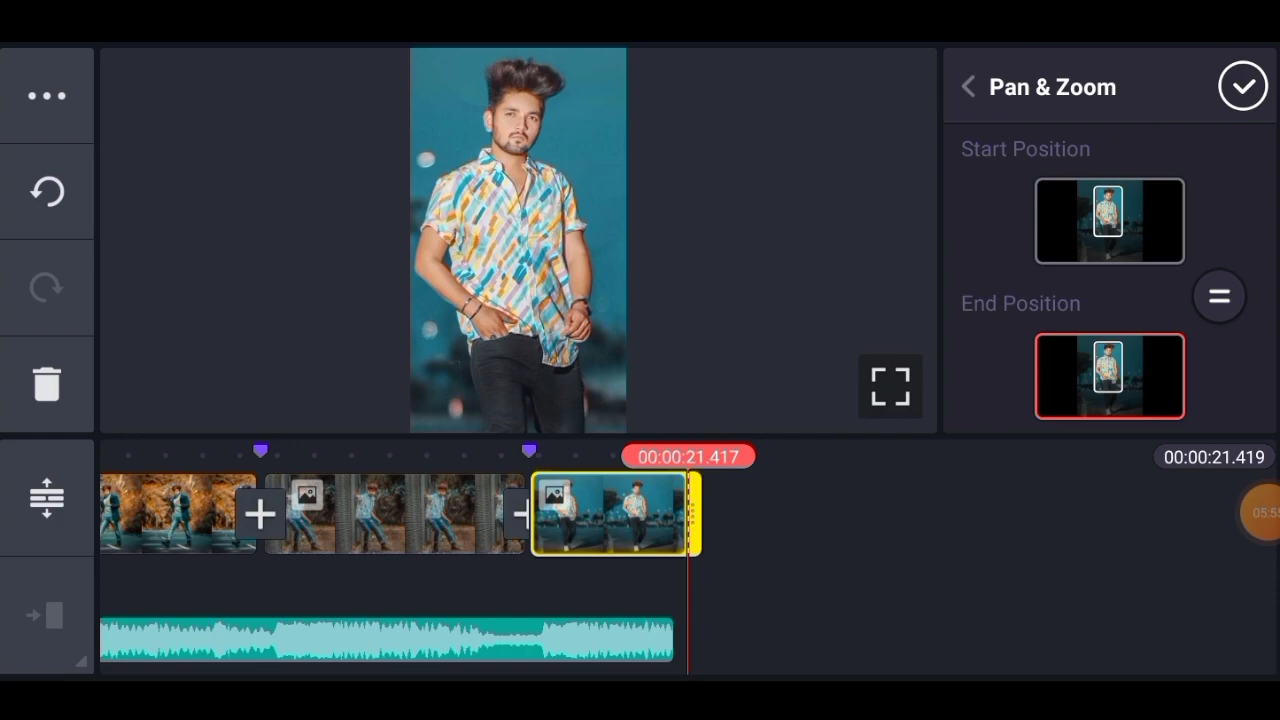 Pan & Zoom
Start Position
End Position
00:00:21.417
00:00:21.419